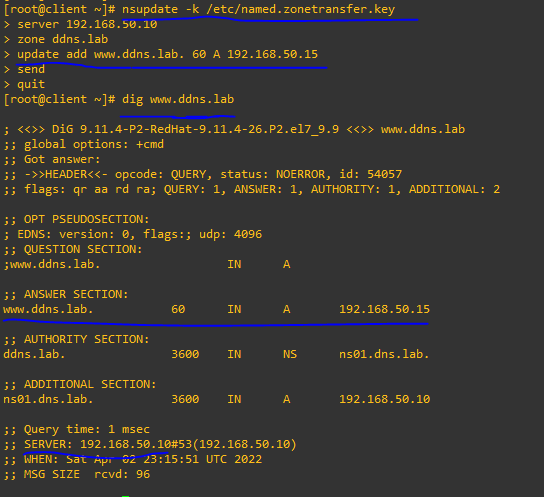 [root@client ~]# nsupdate -k /etc/named.zonetransfer.key
> server 192.168.50.10
> zone ddns.lab
> update add www.ddns.lab. 60 A 192.168.50.15
> send
> quit
[root@client ~]# dig www.ddns.lab
; <<>> DiG 9.11.4-P2-RedHat-9.11.4-26.P2.el7_9.9 <<>> www.ddns.lab
;; global options: +cmd
;; Got answer:
;; ->>HEADER<<- opcode: QUERY, status: NOERROR, id: 54057
;; flags: qr aa rd ra; QUERY: 1, ANSWER: 1, AUTHORITY: 1, ADDITIONAL: 2
;; OPT PSEUDOSECTION:
; EDNS: version: 0, flags:; udp: 4096
;; QUESTION SECTION:
;www.ddns.lab. IN A
;; ANSWER SECTION:
www.ddns.lab. 60 IN A 192.168.50.15
;; AUTHORITY SECTION:
ddns.lab. 3600 IN NS ns01.dns.lab.
;; ADDITIONAL SECTION:
ns01.dns.lab. 3600 IN A 192.168.50.10
;; Query time: 1 msec
;; SERVER: 192.168.50.10#53(192.168.50.10)
;; WHEN: Sat Apr 02 23:15:51 UTC 2022
;; MSG SIZE rcvd: 96